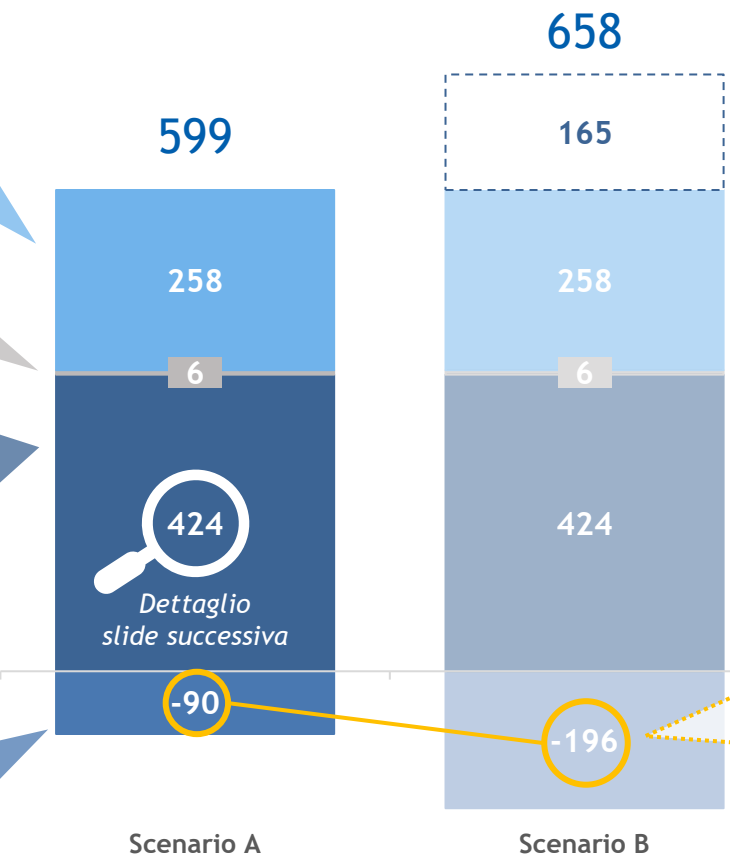 658
165
599
258
258
6
6
424
424
Dettaglio
slide successiva
-90
-196
Scenario A
Scenario B